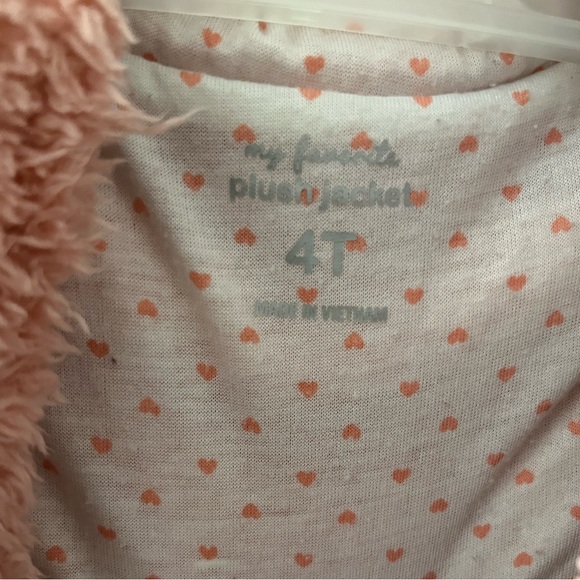 my favorite
plush jacket
4T
MADE IN VIETNAM